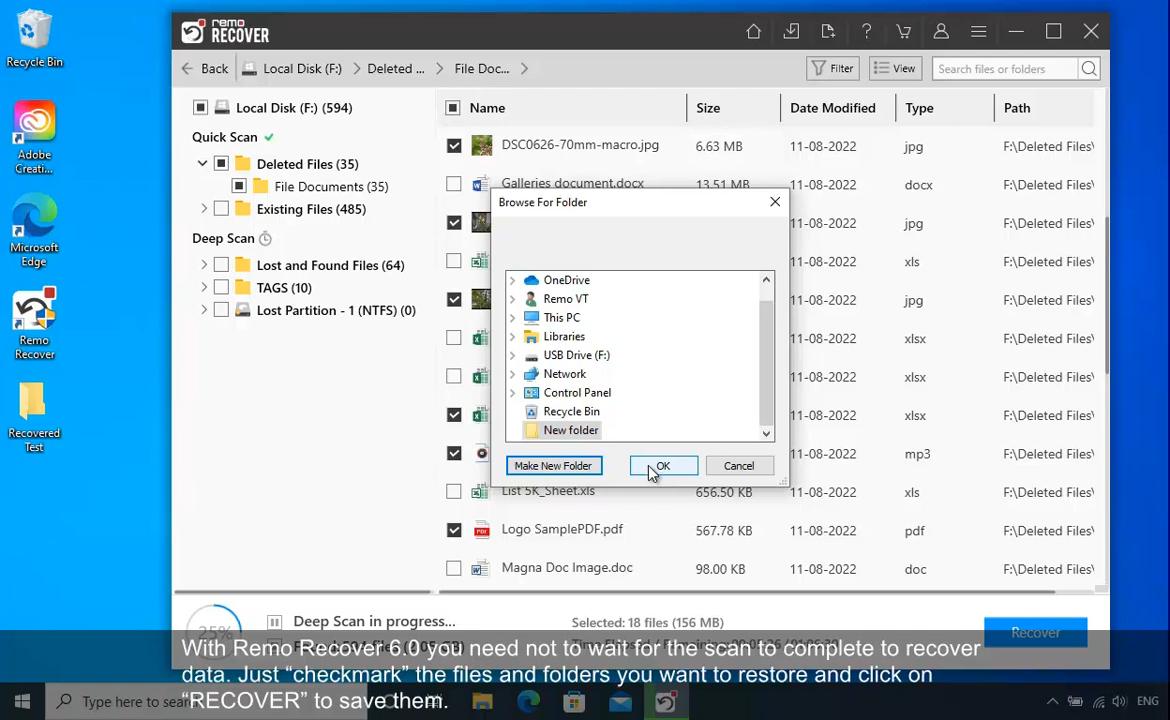 Recycle Bin
Adobe
Creati...
Microsoft
Edge
Remo
Recover
Recovered
Test
remo
RECOVER
Back
Local Disk (F:)
Deleted ...
File Doc...
Filter
View
Search files or folders
Local Disk (F:) (594)
Quick Scan
Deleted Files (35)
File Documents (35)
Existing Files (485)
Deep Scan
Lost and Found Files (64)
TAGS (10)
Lost Partition - 1 (NTFS) (0)
Name Size Date Modified Type Path
DSC0626-70mm-macro.jpg 6.63 MB 11-08-2022 jpg F:\Deleted Files\
Galleries document.docx 13.51 MB 11-08-2022 docx F:\Deleted Files\
11-08-2022 jpg F:\Deleted Files\
11-08-2022 xls F:\Deleted Files\
11-08-2022 jpg F:\Deleted Files\
11-08-2022 xlsx F:\Deleted Files\
11-08-2022 xlsx F:\Deleted Files\
11-08-2022 xlsx F:\Deleted Files\
11-08-2022 mp3 F:\Deleted Files\
List 5K_Sheet.xls 656.50 KB 11-08-2022 xls F:\Deleted Files\
Logo SamplePDF.pdf 567.78 KB 11-08-2022 pdf F:\Deleted Files\
Magna Doc Image.doc 98.00 KB 11-08-2022 doc F:\Deleted Files\
Browse For Folder
OneDrive
Remo VT
This PC
Libraries
USB Drive (F:)
Network
Control Panel
Recycle Bin
New folder
Make New Folder
OK
Cancel
25%
Deep Scan in progress...
Selected: 18 files (156 MB)
Recover
With Remo Recover 6.0 you need not to wait for the scan to complete to recover
data. Just “checkmark” the files and folders you want to restore and click on
“RECOVER” to save them.
Type here to search
ENG